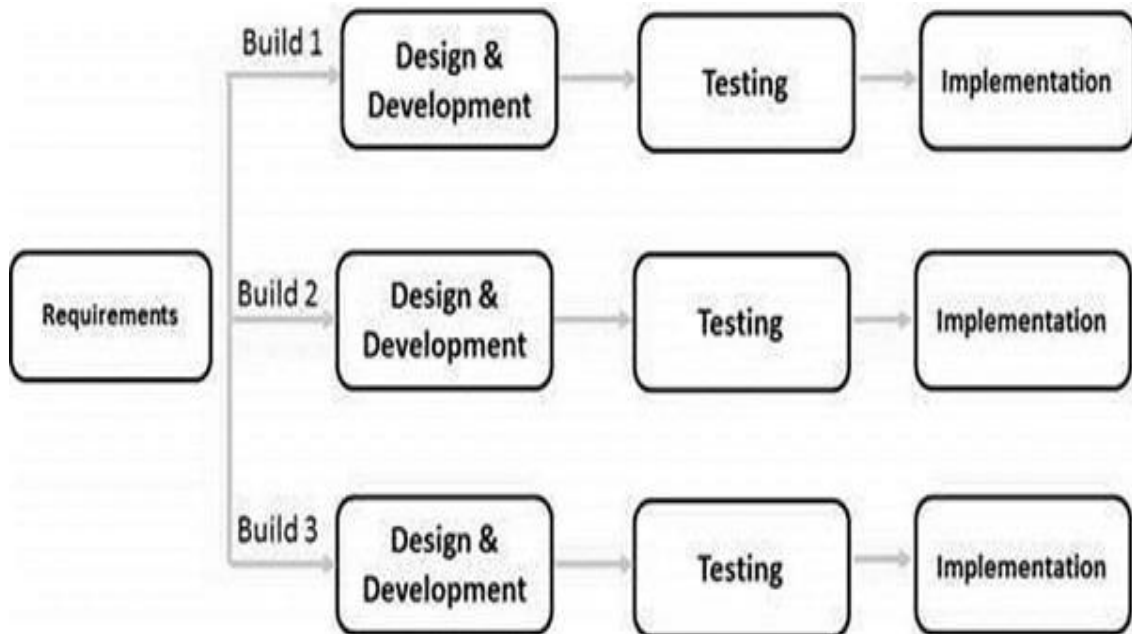 Build 1
Design &
Development
Testing
Implementation
Requirements
Build 2
Design &
Development
Testing
Implementation
Build 3
Design &
Development
Testing
Implementation